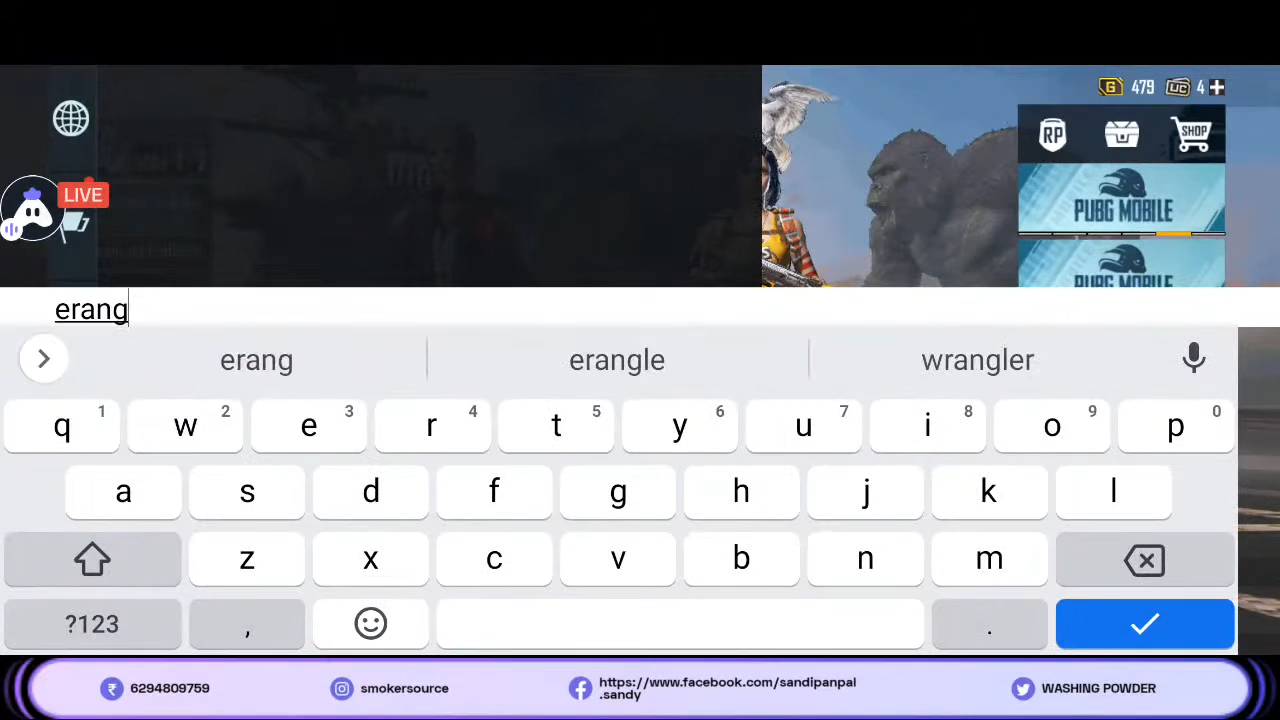 479 UC 4
RP SHOP
LIVE
PUBG MOBILE
PUBG MOBILE
erang
erang erangle wrangler
q 1 w 2 e 3 r 4 t 5 y 6 u 7 i 8 o 9 p 0
a s d f g h j k l
z x c v b n m
?123 , .
₹ 6294809759
smokersource
https://www.facebook.com/sandipanpal
.sandy
WASHING POWDER